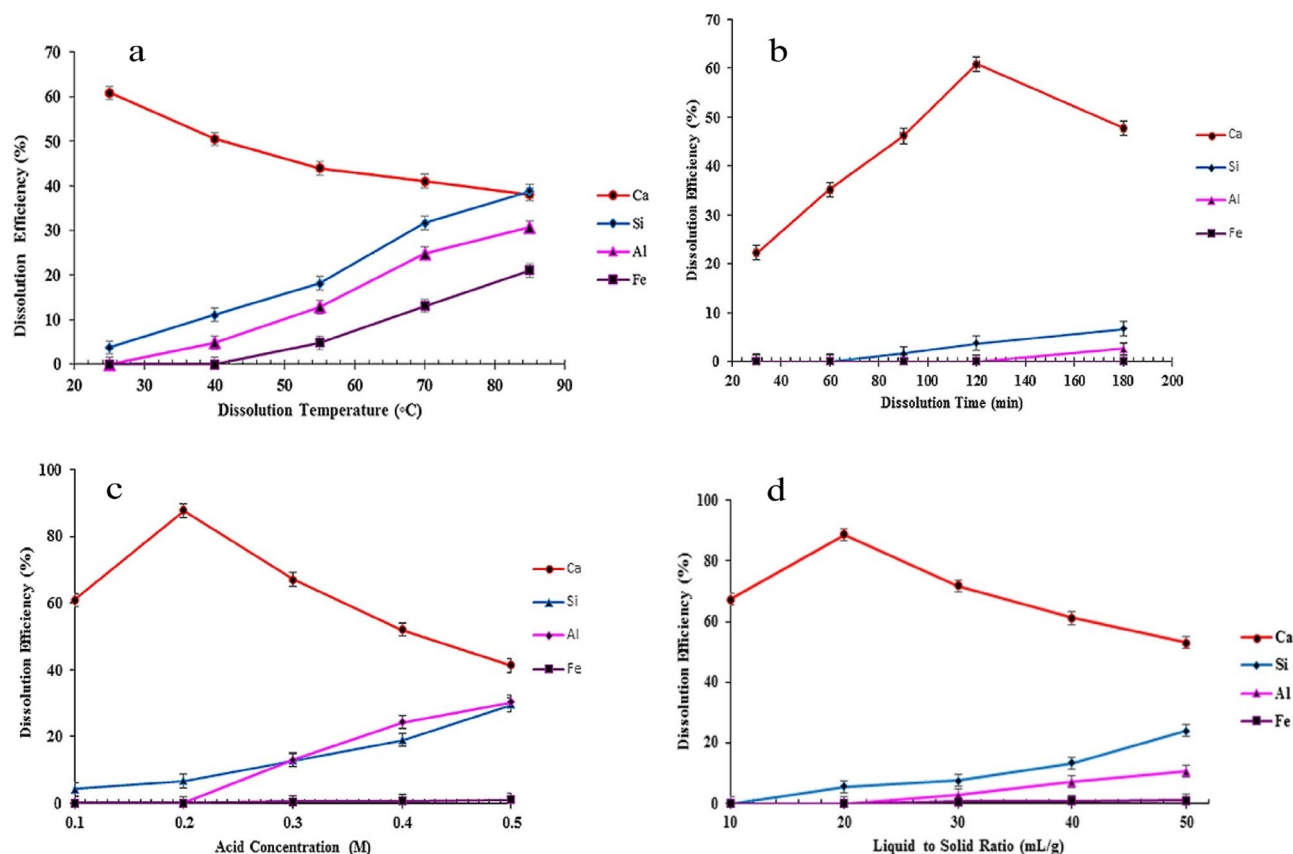 a
Dissolution Efficiency (%)
70
60
50
40
30
20
10
0
20 30 40 50 60 70 80 90
Dissolution Temperature (°C)
Ca
Si
Al
Fe
b
Dissolution Efficiency (%)
70
60
50
40
30
20
10
0
20 40 60 80 100 120 140 160 180 200
Dissolution Time (min)
Ca
Si
Al
Fe
c
Dissolution Efficiency (%)
100
80
60
40
20
0
0.1 0.2 0.3 0.4 0.5
Acid Concentration (M)
Ca
Si
Al
Fe
d
Dissolution Efficiency (%)
100
80
60
40
20
0
10 20 30 40 50
Liquid to Solid Ratio (mL/g)
Ca
Si
Al
Fe